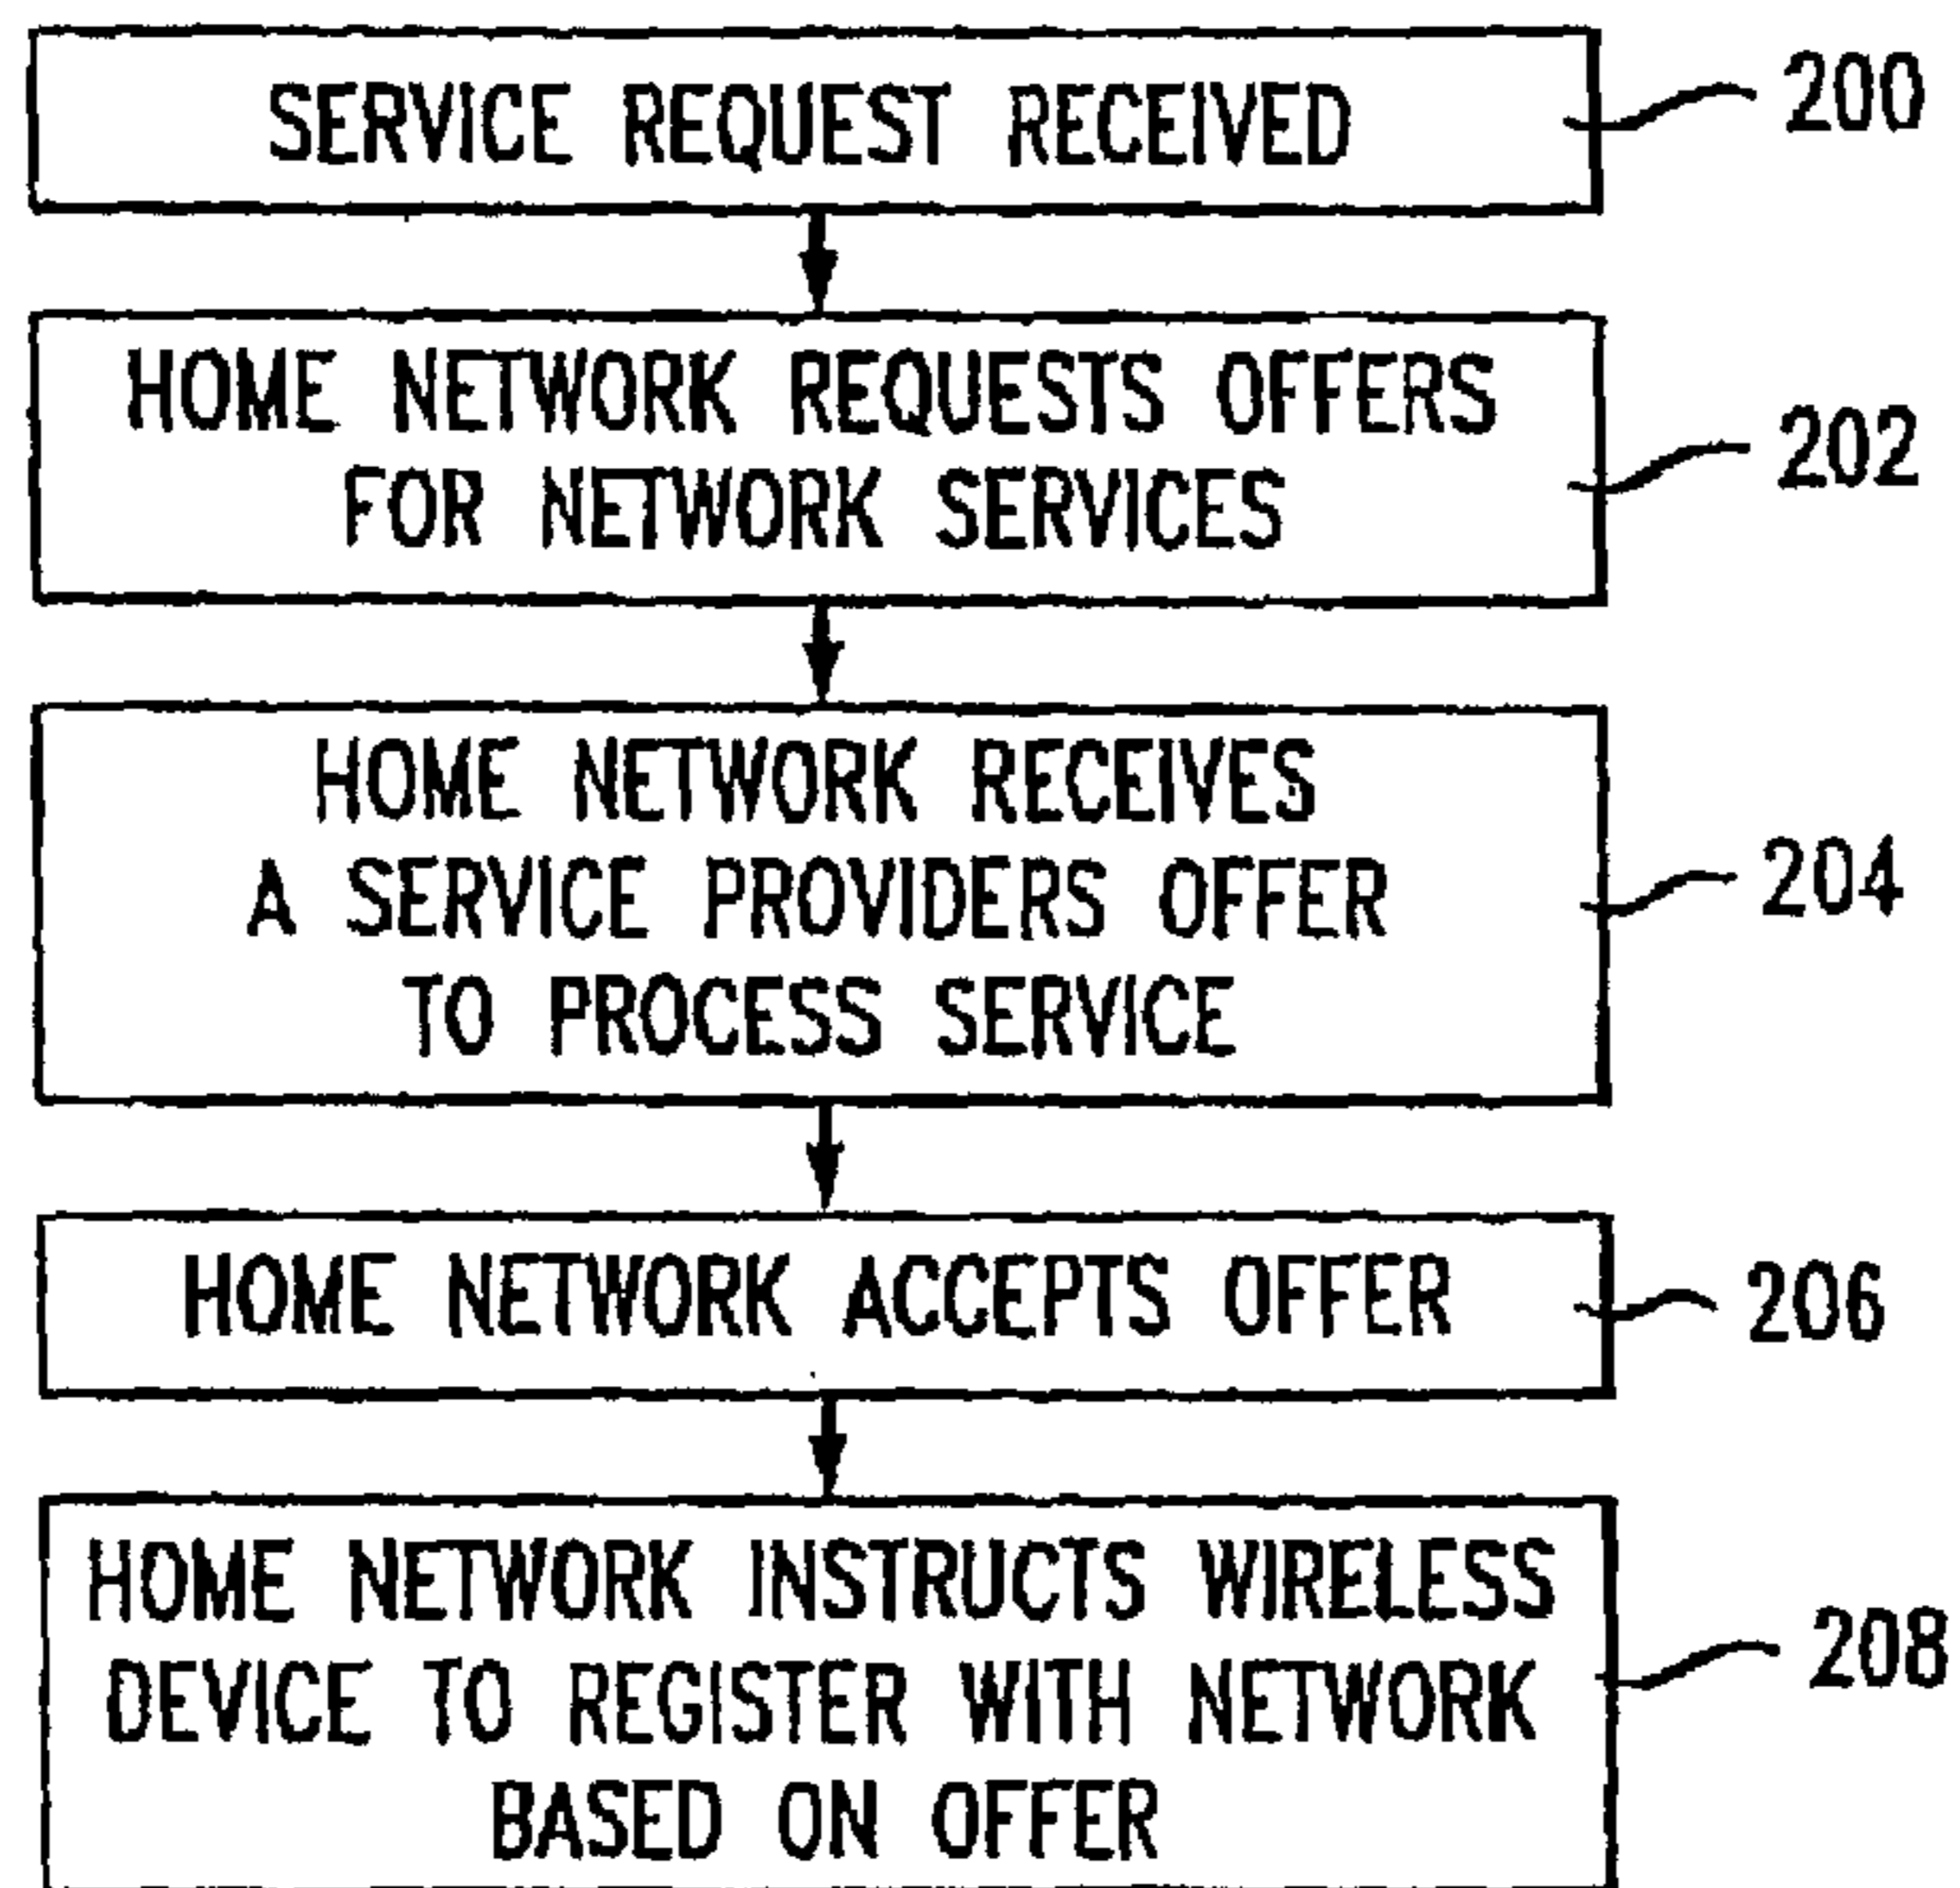 SERVICE REQUEST RECEIVED
200
HOME NETWORK REQUESTS OFFERS
FOR NETWORK SERVICES
202
HOME NETWORK RECEIVES
A SERVICE PROVIDERS OFFER
TO PROCESS SERVICE
204
HOME NETWORK ACCEPTS OFFER
206
HOME NETWORK INSTRUCTS WIRELESS
DEVICE TO REGISTER WITH NETWORK
BASED ON OFFER
208